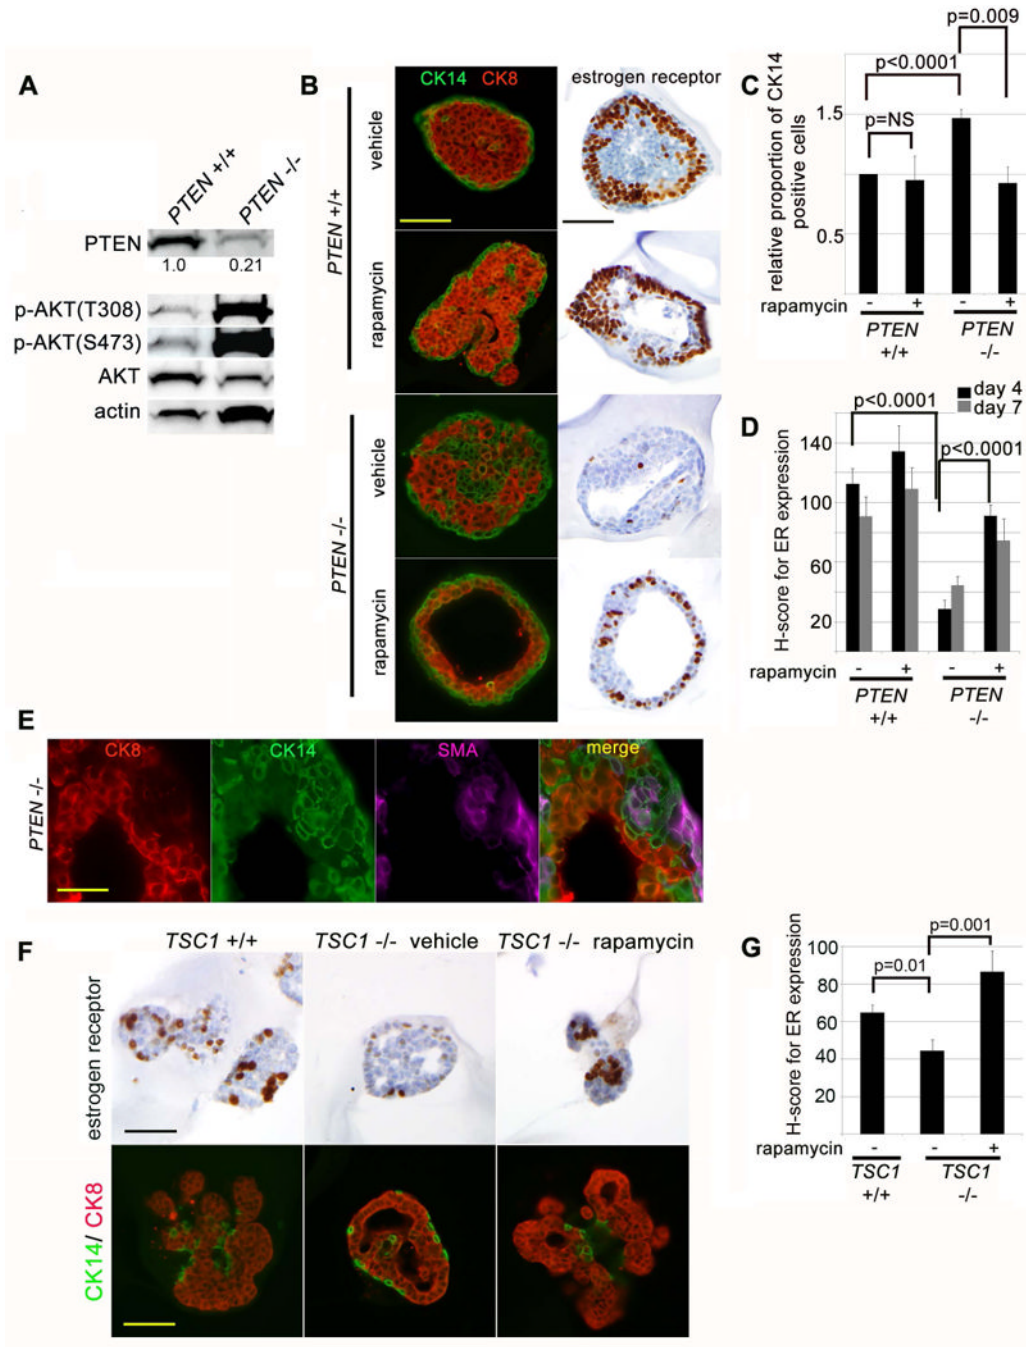 A
PTEN +/+
PTEN -/-
PTEN
1.0 0.21
p-AKT(T308)
p-AKT(S473)
AKT
actin
B
CK14 CK8 estrogen receptor
PTEN +/+
vehicle
rapamycin
PTEN -/-
vehicle
rapamycin
C
p=0.009
p<0.0001
p=NS
relative proportion of CK14
positive cells
1.5
0.5
rapamycin - + - +
PTEN PTEN
+/+ -/-
D
day 4
day 7
p<0.0001
p<0.0001
H-score for ER expression
140
100
60
20
rapamycin - + - +
PTEN PTEN
+/+ -/-
E
PTEN -/-
CK8 CK14 SMA merge
F
TSC1 +/+ TSC1 -/- vehicle TSC1 -/- rapamycin
estrogen receptor
CK14/ CK8
G
p=0.001
p=0.01
H-score for ER expression
100
80
60
40
20
rapamycin - - +
TSC1 TSC1
+/+ -/-